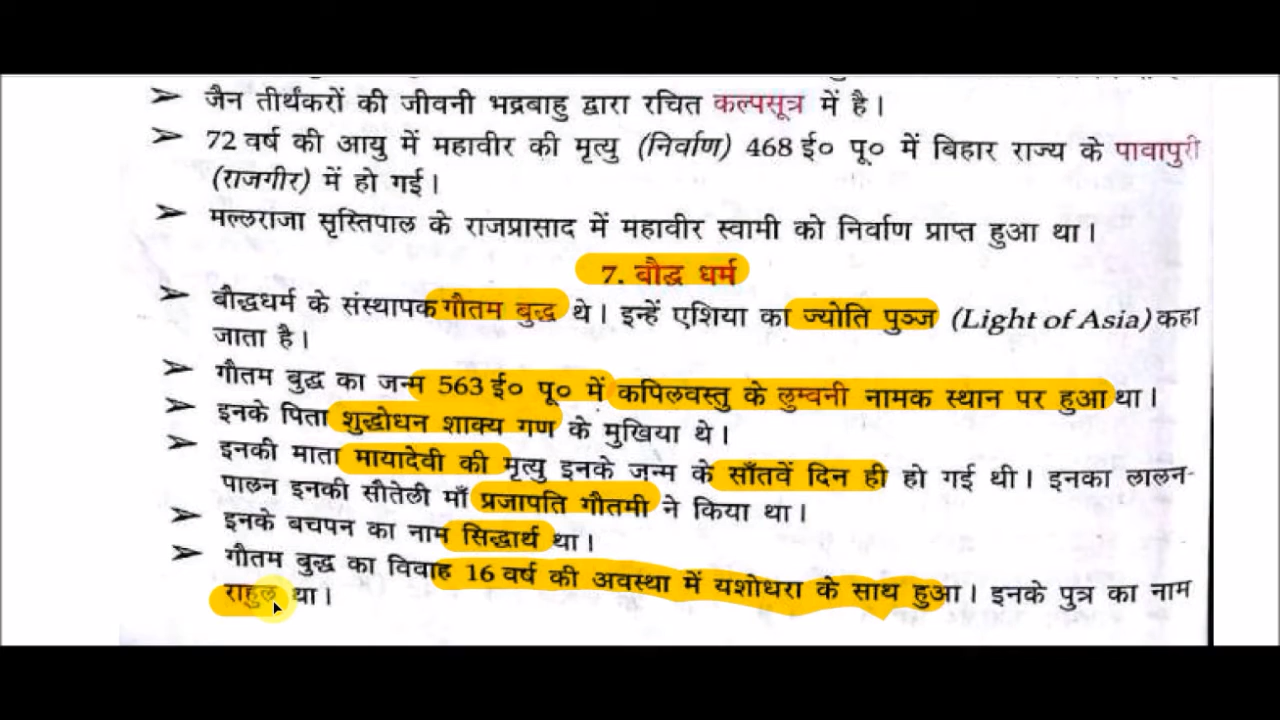 ➤ जैन तीर्थंकरों की जीवनी भद्रबाहु द्वारा रचित कल्पसूत्र में है।
➤ 72 वर्ष की आयु में महावीर की मृत्यु (निर्वाण) 468 ई० पू० में बिहार राज्य के पावापुरी
(राजगीर) में हो गई।
➤ मल्लराजा सृस्तिपाल के राजप्रासाद में महावीर स्वामी को निर्वाण प्राप्त हुआ था।
7. बौद्ध धर्म
➤ बौद्धधर्म के संस्थापक गौतम बुद्ध थे। इन्हें एशिया का ज्योति पुञ्ज (Light of Asia) कहा
जाता है।
➤ गौतम बुद्ध का जन्म 563 ई० पू० में कपिलवस्तु के लुम्वनी नामक स्थान पर हुआ था।
➤ इनके पिता शुद्धोधन शाक्य गण के मुखिया थे।
➤ इनकी माता मायादेवी की मृत्यु इनके जन्म के साँतवें दिन ही हो गई थी। इनका लालन-
पालन इनकी सौतेली माँ प्रजापति गौतमी ने किया था।
➤ इनके बचपन का नाम सिद्धार्थ था।
➤ गौतम बुद्ध का विवाह 16 वर्ष की अवस्था में यशोधरा के साथ हुआ। इनके पुत्र का नाम
राहुल था।